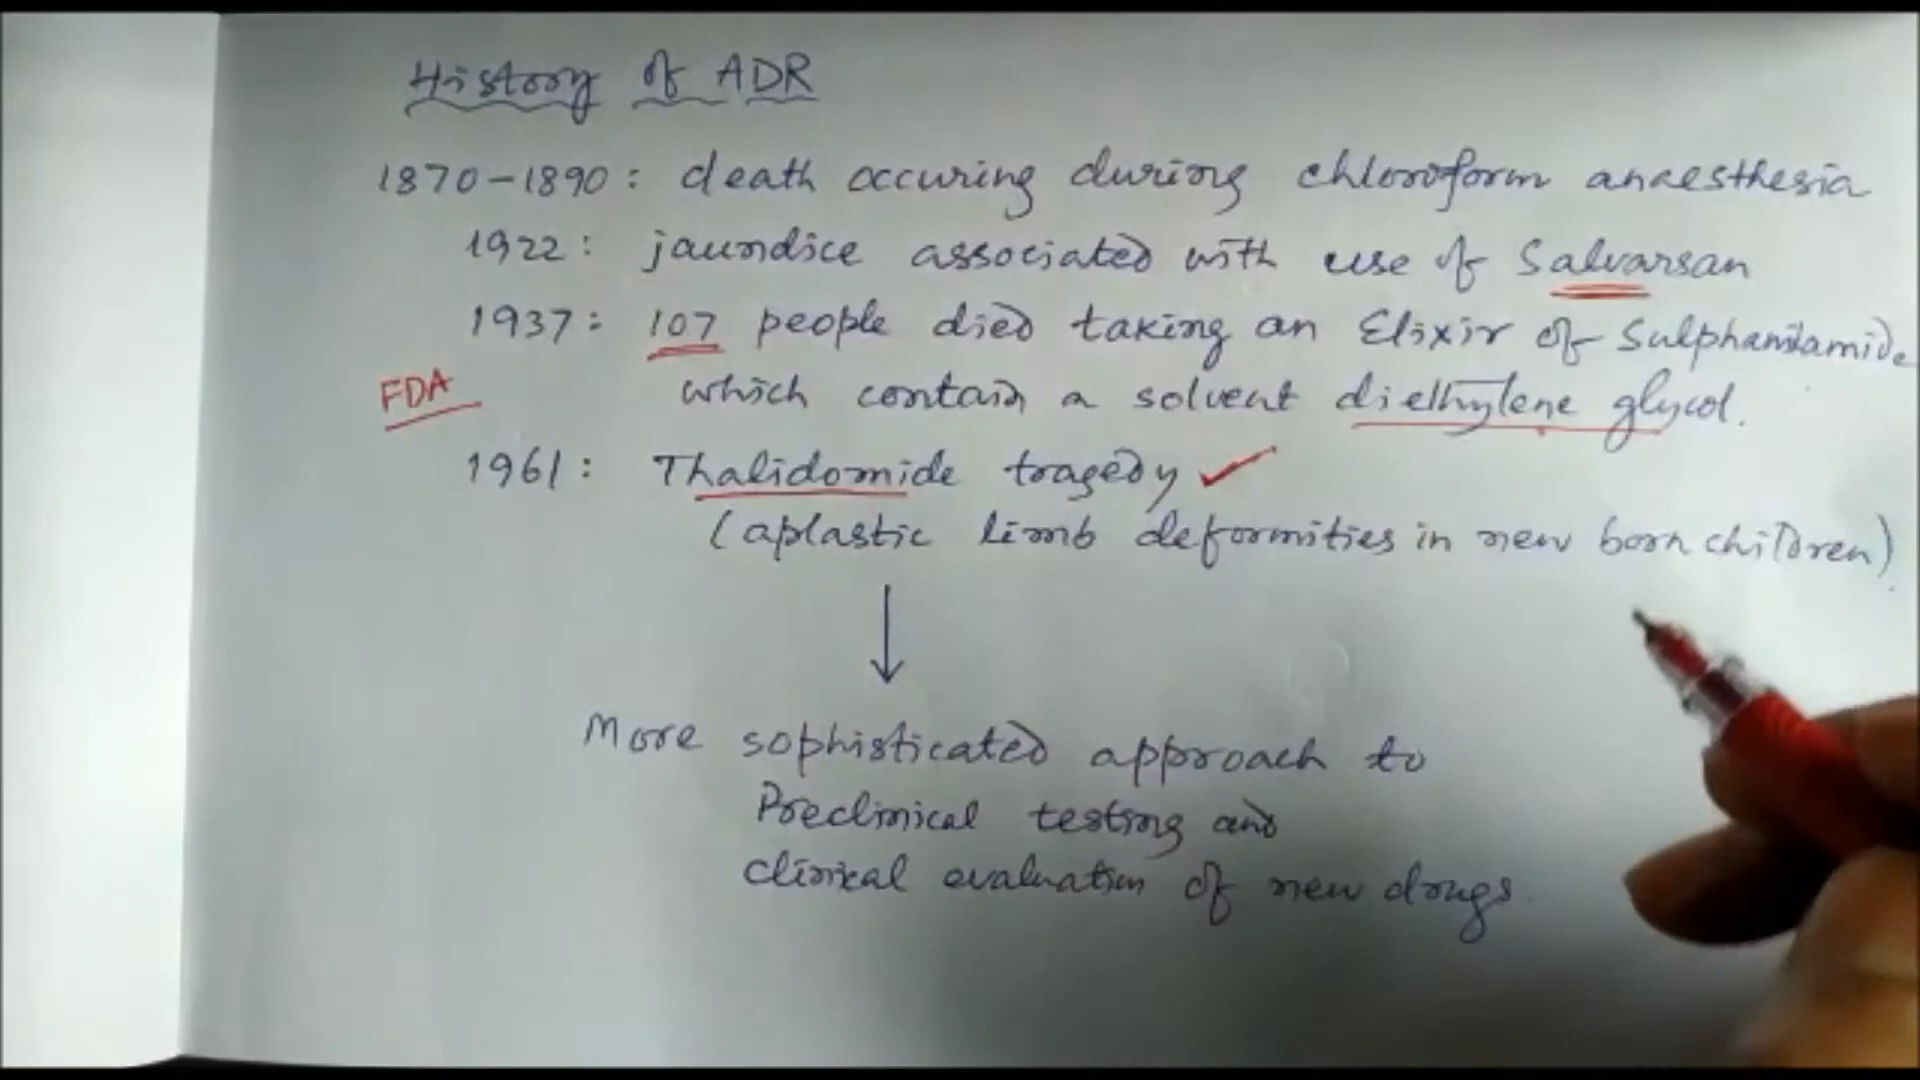 History of ADR
1870-1890: death occuring during chloroform anaesthesia
1922: jaundice associated with use of Salvarsan
1937: 107 people died taking an Elixir of Sulphanilamide
FDA which contain a solvent diethylene glycol.
1961: Thalidomide tragedy ✓
(aplastic limb deformities in new born children)
↓
More sophisticated approach to
Preclinical testing and
clinical evaluation of new drugs.